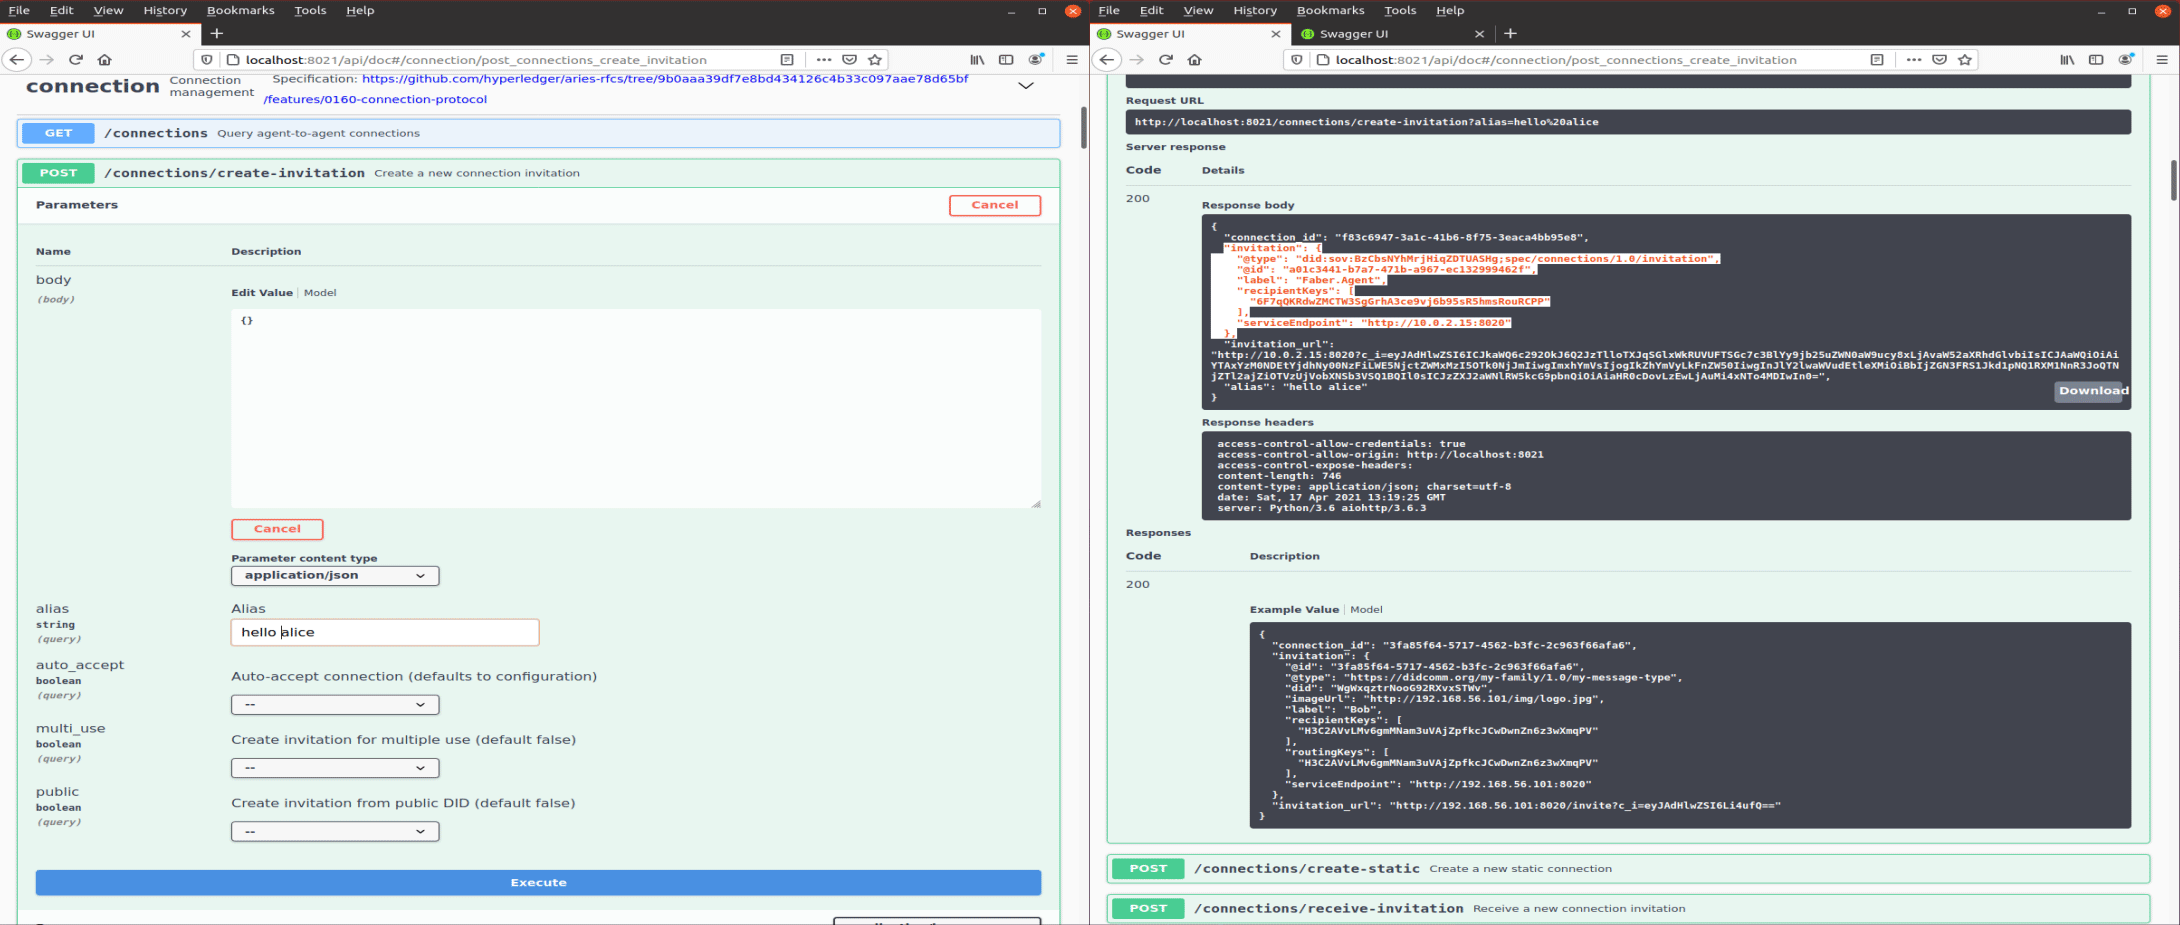 File Edit View History Bookmarks Tools Help
Swagger UI
localhost:8021/api/doc#/connection/post_connections_create_invitation
connection
Connection management
Specification: https://github.com/hyperledger/aries-rfcs/tree/9b0aaa39df7e8bd434126c4b33c097aae78d65bf
/features/0160-connection-protocol
GET /connections Query agent-to-agent connections
POST /connections/create-invitation Create a new connection invitation
Parameters Cancel
Name Description
body
(body)
Edit Value Model
{}
Cancel
Parameter content type
application/json
alias Alias
string
(query)
hello alice
auto_accept
boolean
(query)
Auto-accept connection (defaults to configuration)
--
multi_use
boolean
(query)
Create invitation for multiple use (default false)
--
public
boolean
(query)
Create invitation from public DID (default false)
--
Execute
File Edit View History Bookmarks Tools Help
Swagger UI Swagger UI
localhost:8021/api/doc#/connection/post_connections_create_invitation
Request URL
http://localhost:8021/connections/create-invitation?alias=hello%20alice
Server response
Code Details
200
Response body
{
"connection_id": "f83c6947-3a1c-41b6-8f75-3eaca4bb95e8",
"invitation": {
"@type": "did:sov:BzCbsNYhMrjHiqZDTUASHg;spec/connections/1.0/invitation",
"@id": "a01c3441-b7a7-471b-a967-ec132999462f",
"label": "Faber.Agent",
"recipientKeys": [
"6F7qQKRdwZMCTW3SgGrhA3ce9vj6b95sR5hmsRouRCPP"
],
"serviceEndpoint": "http://10.0.2.15:8020"
},
"invitation_url":
"alias": "hello alice"
}
Download
Response headers
access-control-allow-credentials: true
access-control-allow-origin: http://localhost:8021
access-control-expose-headers:
content-length: 746
content-type: application/json; charset=utf-8
date: Sat, 17 Apr 2021 13:19:25 GMT
server: Python/3.6 aiohttp/3.6.3
Responses
Code Description
200
Example Value Model
{
"connection_id": "3fa85f64-5717-4562-b3fc-2c963f66afa6",
"invitation": {
"@id": "3fa85f64-5717-4562-b3fc-2c963f66afa6",
"@type": "https://didcomm.org/my-family/1.0/my-message-type",
"did": "WgWxqztrNooG92RXvxSTWv",
"imageUrl": "http://192.168.56.101/img/logo.jpg",
"label": "Bob",
"recipientKeys": [
"H3C2AVvLMv6gmMNam3uVAjZpfkcJCwDwnZn6z3wXmqPV"
],
"routingKeys": [
"H3C2AVvLMv6gmMNam3uVAjZpfkcJCwDwnZn6z3wXmqPV"
],
"serviceEndpoint": "http://192.168.56.101:8020"
},
"invitation_url": "http://192.168.56.101:8020/invite?c_i=eyJAdHlwZSI6Li4ufQ=="
}
POST /connections/create-static Create a new static connection
POST /connections/receive-invitation Receive a new connection invitation